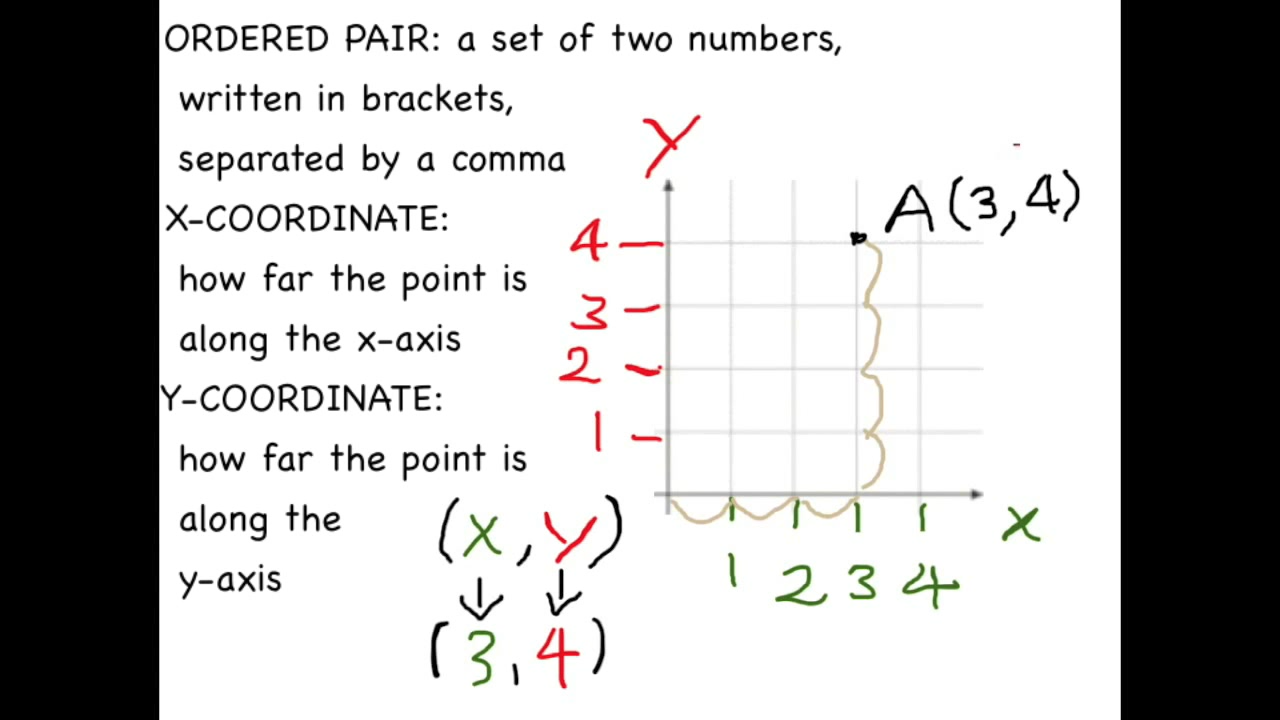 ORDERED PAIR: a set of two numbers,
written in brackets,
separated by a comma
X-COORDINATE:
how far the point is
along the x-axis
Y-COORDINATE:
how far the point is
along the
y-axis
(X,Y)
(3,4)
Y
A(3,4)
4
3
2
1
X
1 2 3 4